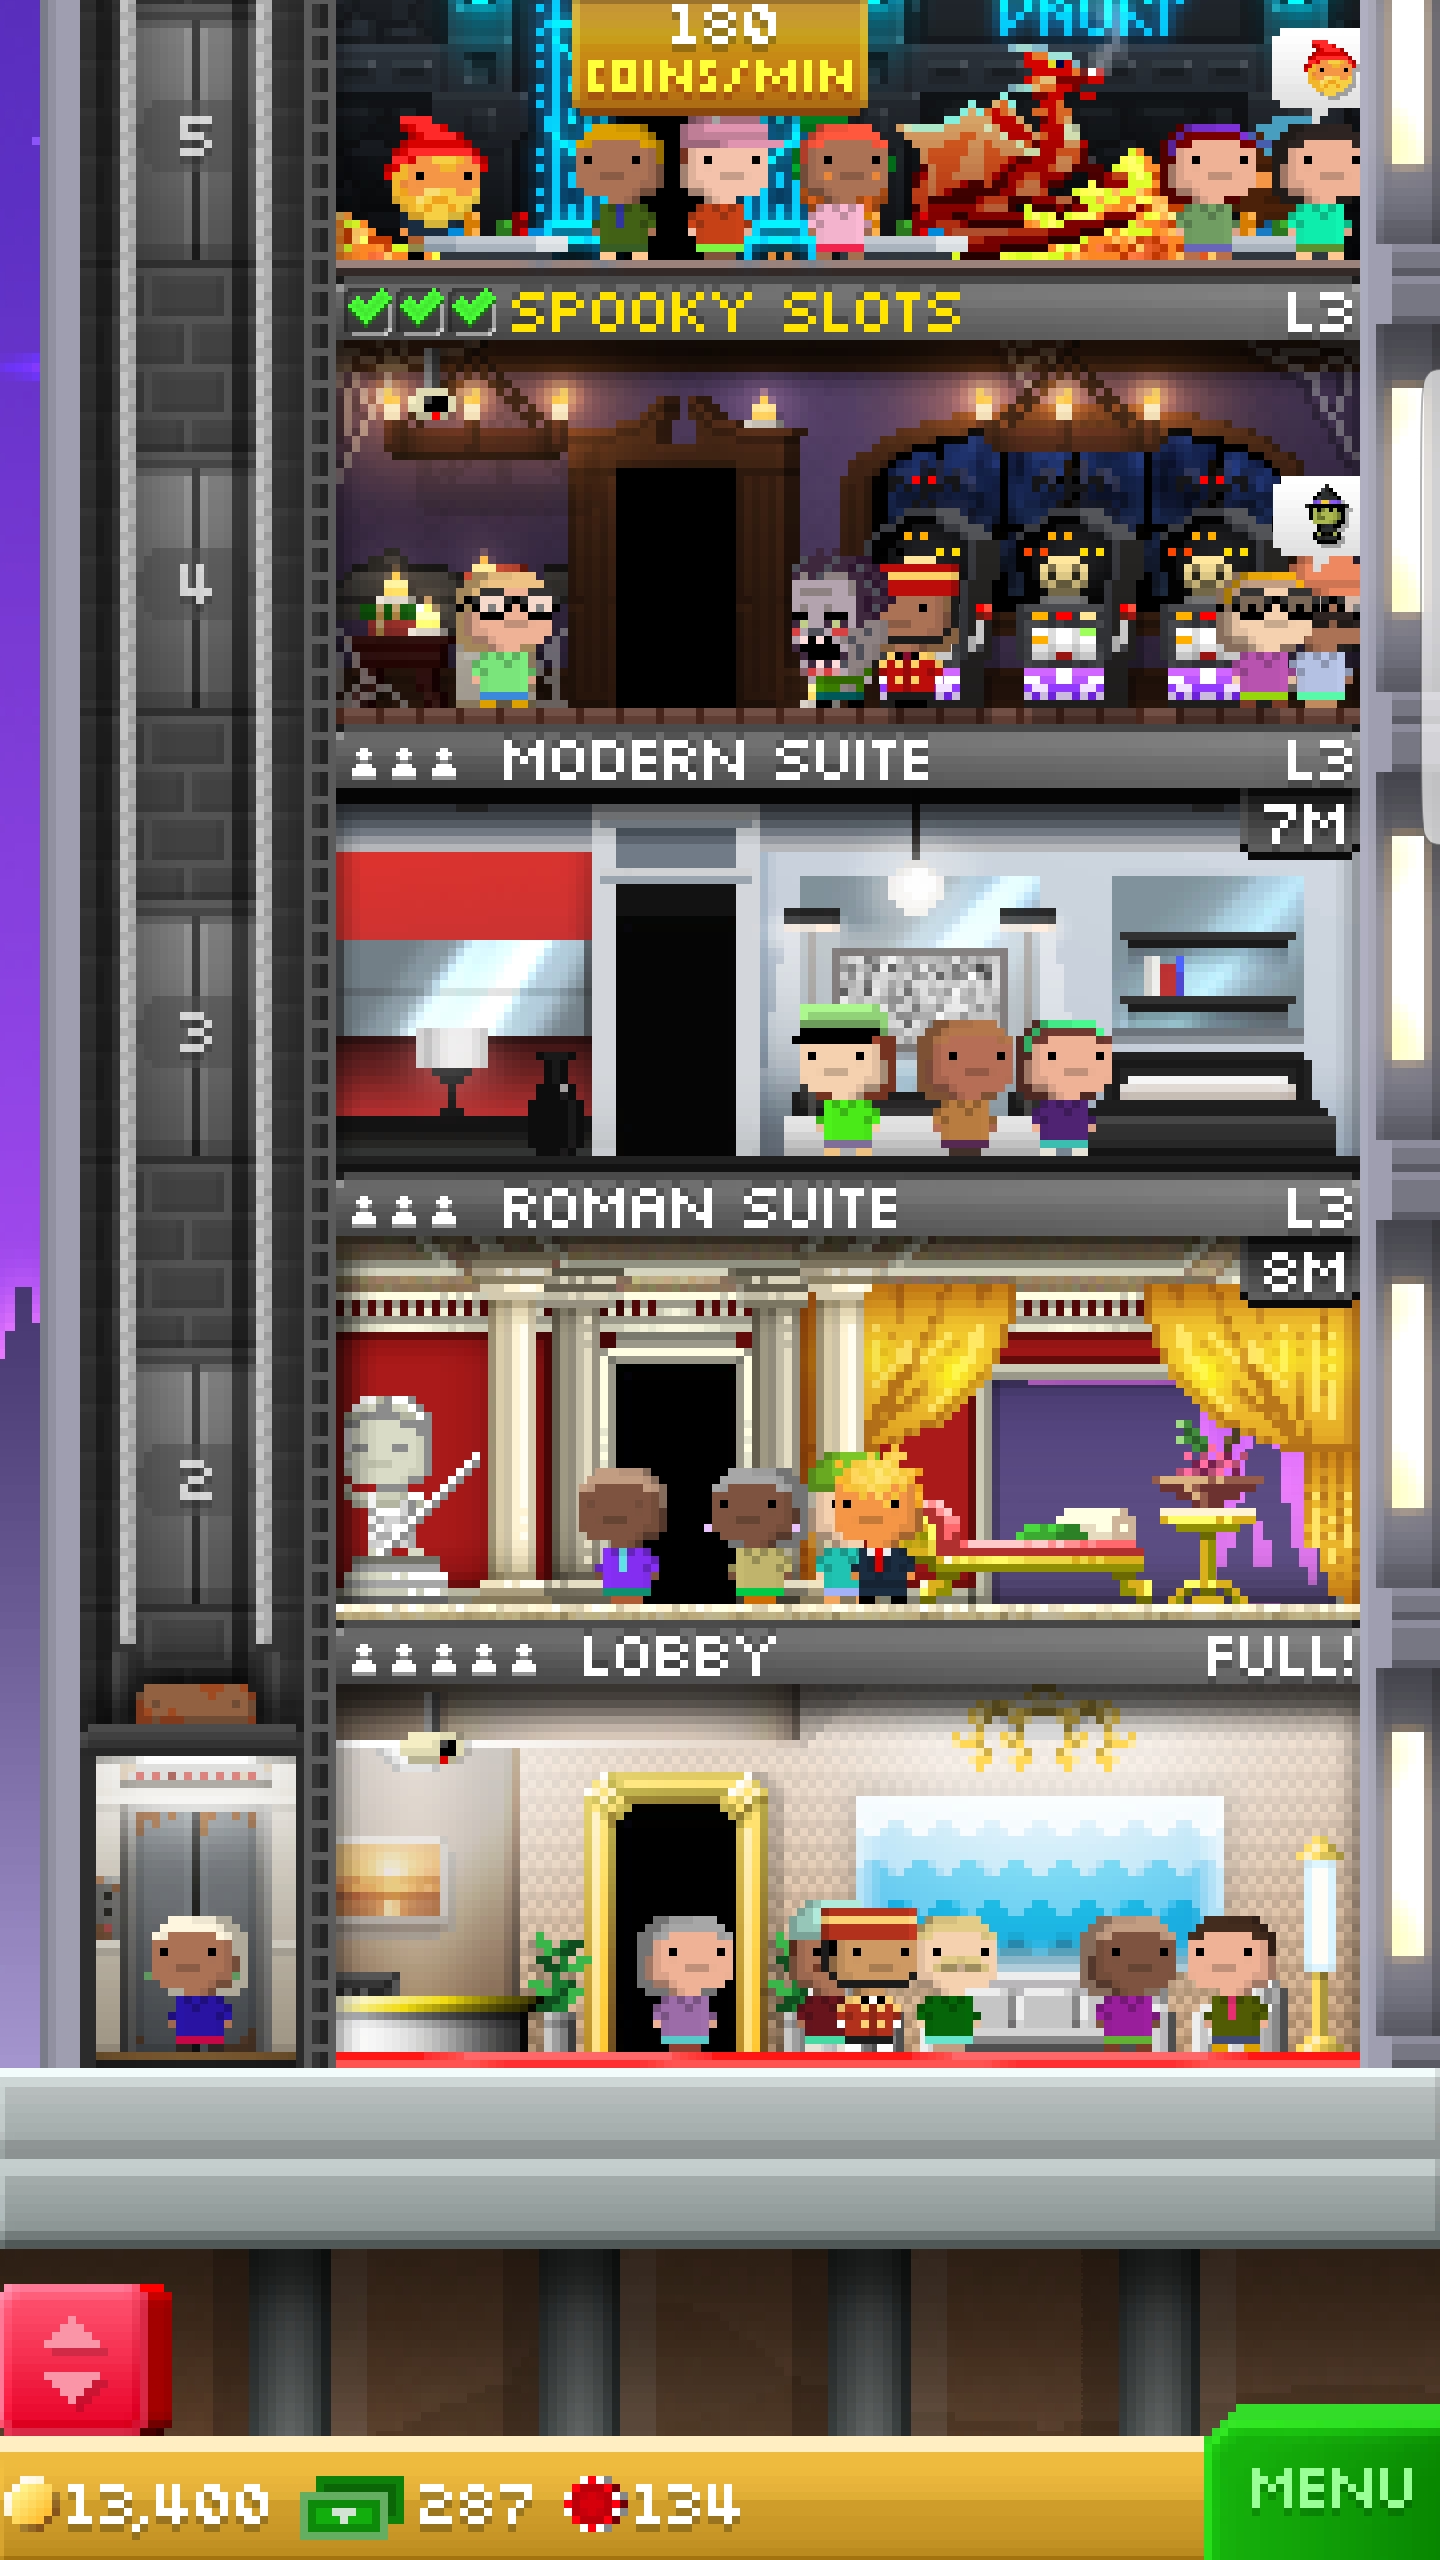 180
COINS/MIN
5
SPOOKY SLOTS L3
4
MODERN SUITE L3
7M
3
ROMAN SUITE L3
8M
2
LOBBY FULL!
MENU
13,400 287 134